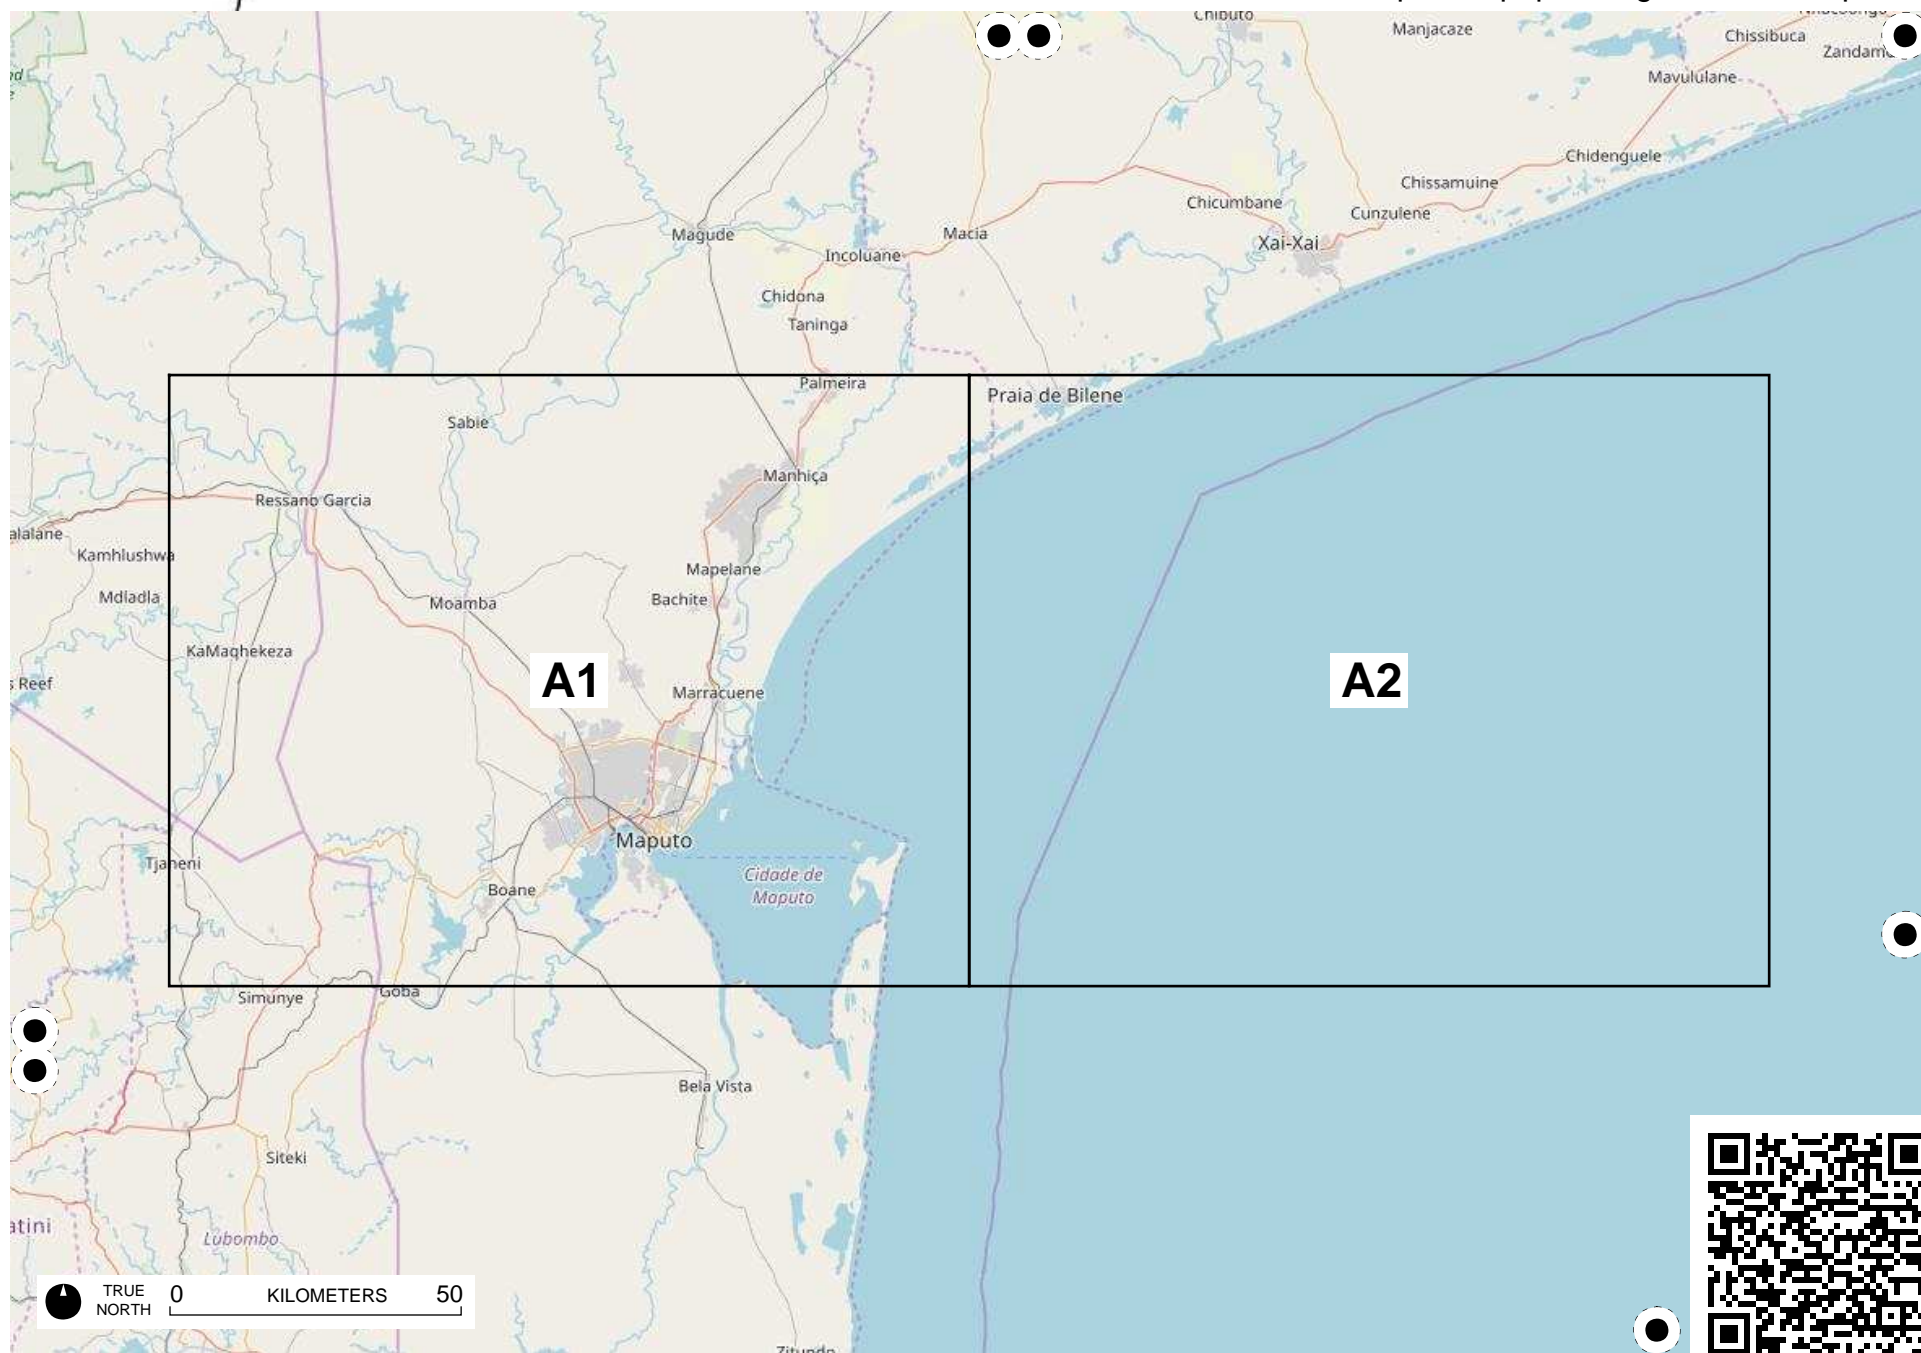 Chibuto
Manjacaze
Chissibuca
Zandam
Mavululane
Chidenguele
Chissamuine
Chicumbane
Cunzulene
Magude
Macia
Xai-Xai
Incoluane
Chidona
Taninga
Palmeira
Praia de Bilene
Sabie
Manhiça
Ressano Garcia
alalane
Kamhlushwa
Mapelane
Mdladla
Moamba
Bachite
KaMaqhekeza
A1
A2
s Reef
Marracuene
Maputo
Tjaneni
Cidade de
Maputo
Boane
Simunye
Goba
Bela Vista
Siteki
atini
Lubombo
TRUE
NORTH
0 KILOMETERS 50
Zitundo